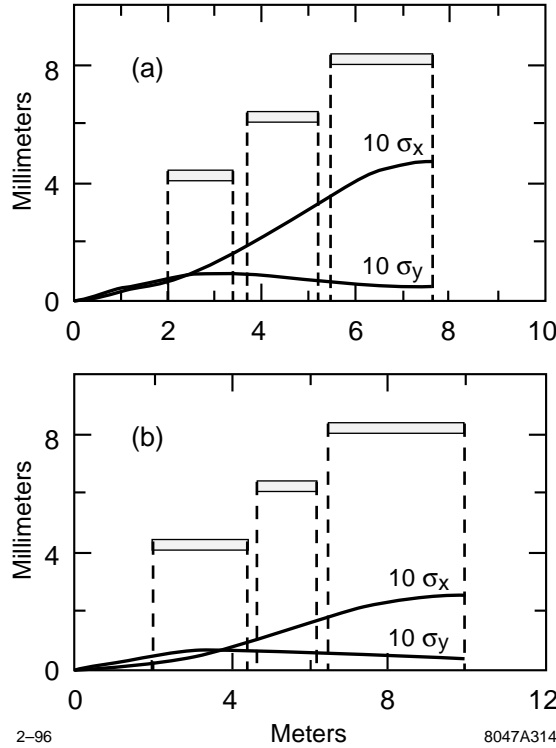 8
4
0
Millimeters
(a)
10 σx
10 σy
0 2 4 6 8 10
8
4
0
Millimeters
(b)
10 σx
10 σy
0 4 8 12
2–96
Meters
8047A314